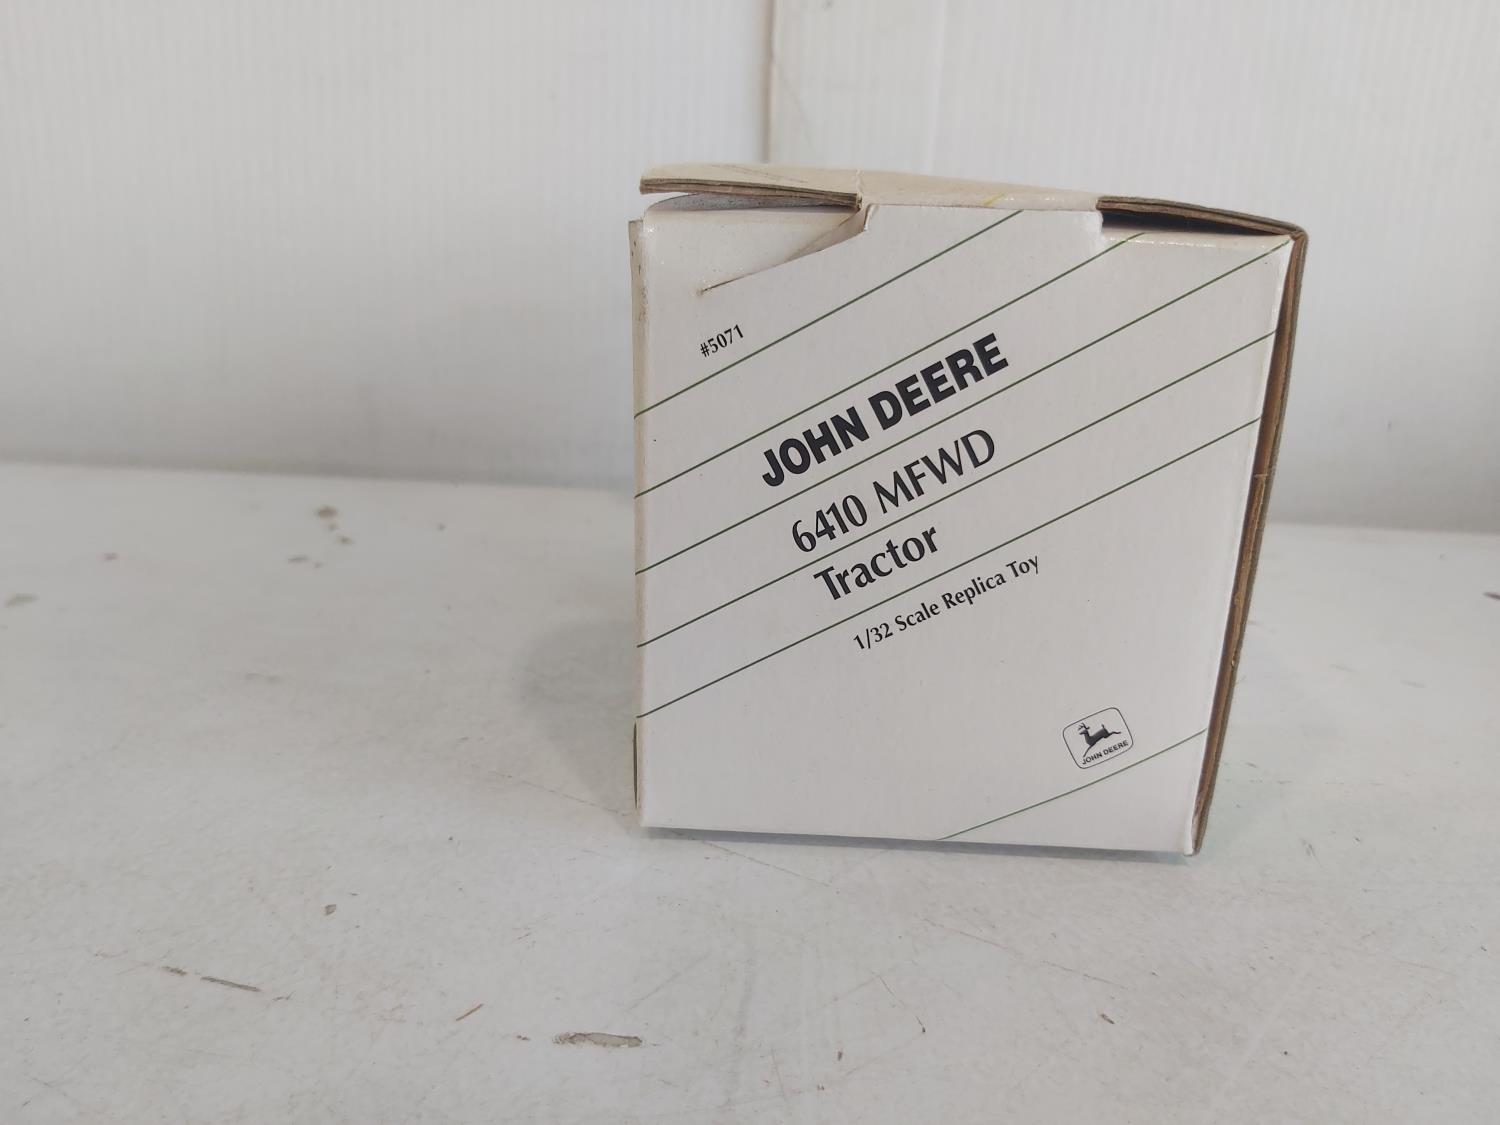 #5071
JOHN DEERE
6410 MFWD
Tractor
1/32 Scale Replica Toy
JOHN DEERE